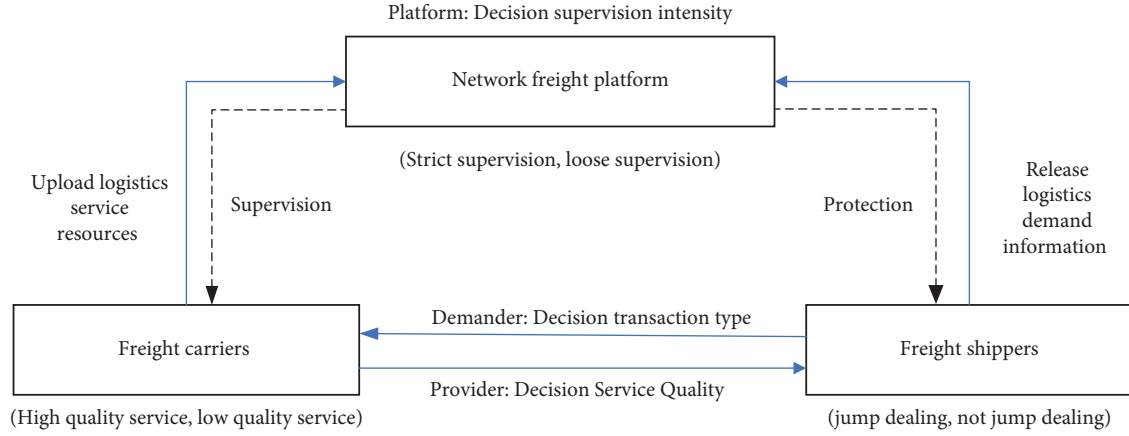 Platform: Decision supervision intensity
Network freight platform
(Strict supervision, loose supervision)
Upload logistics
service
resources
Supervision
Protection
Release
logistics
demand
information
Demander: Decision transaction type
Freight carriers
Freight shippers
Provider: Decision Service Quality
(High quality service, low quality service)
(jump dealing, not jump dealing)